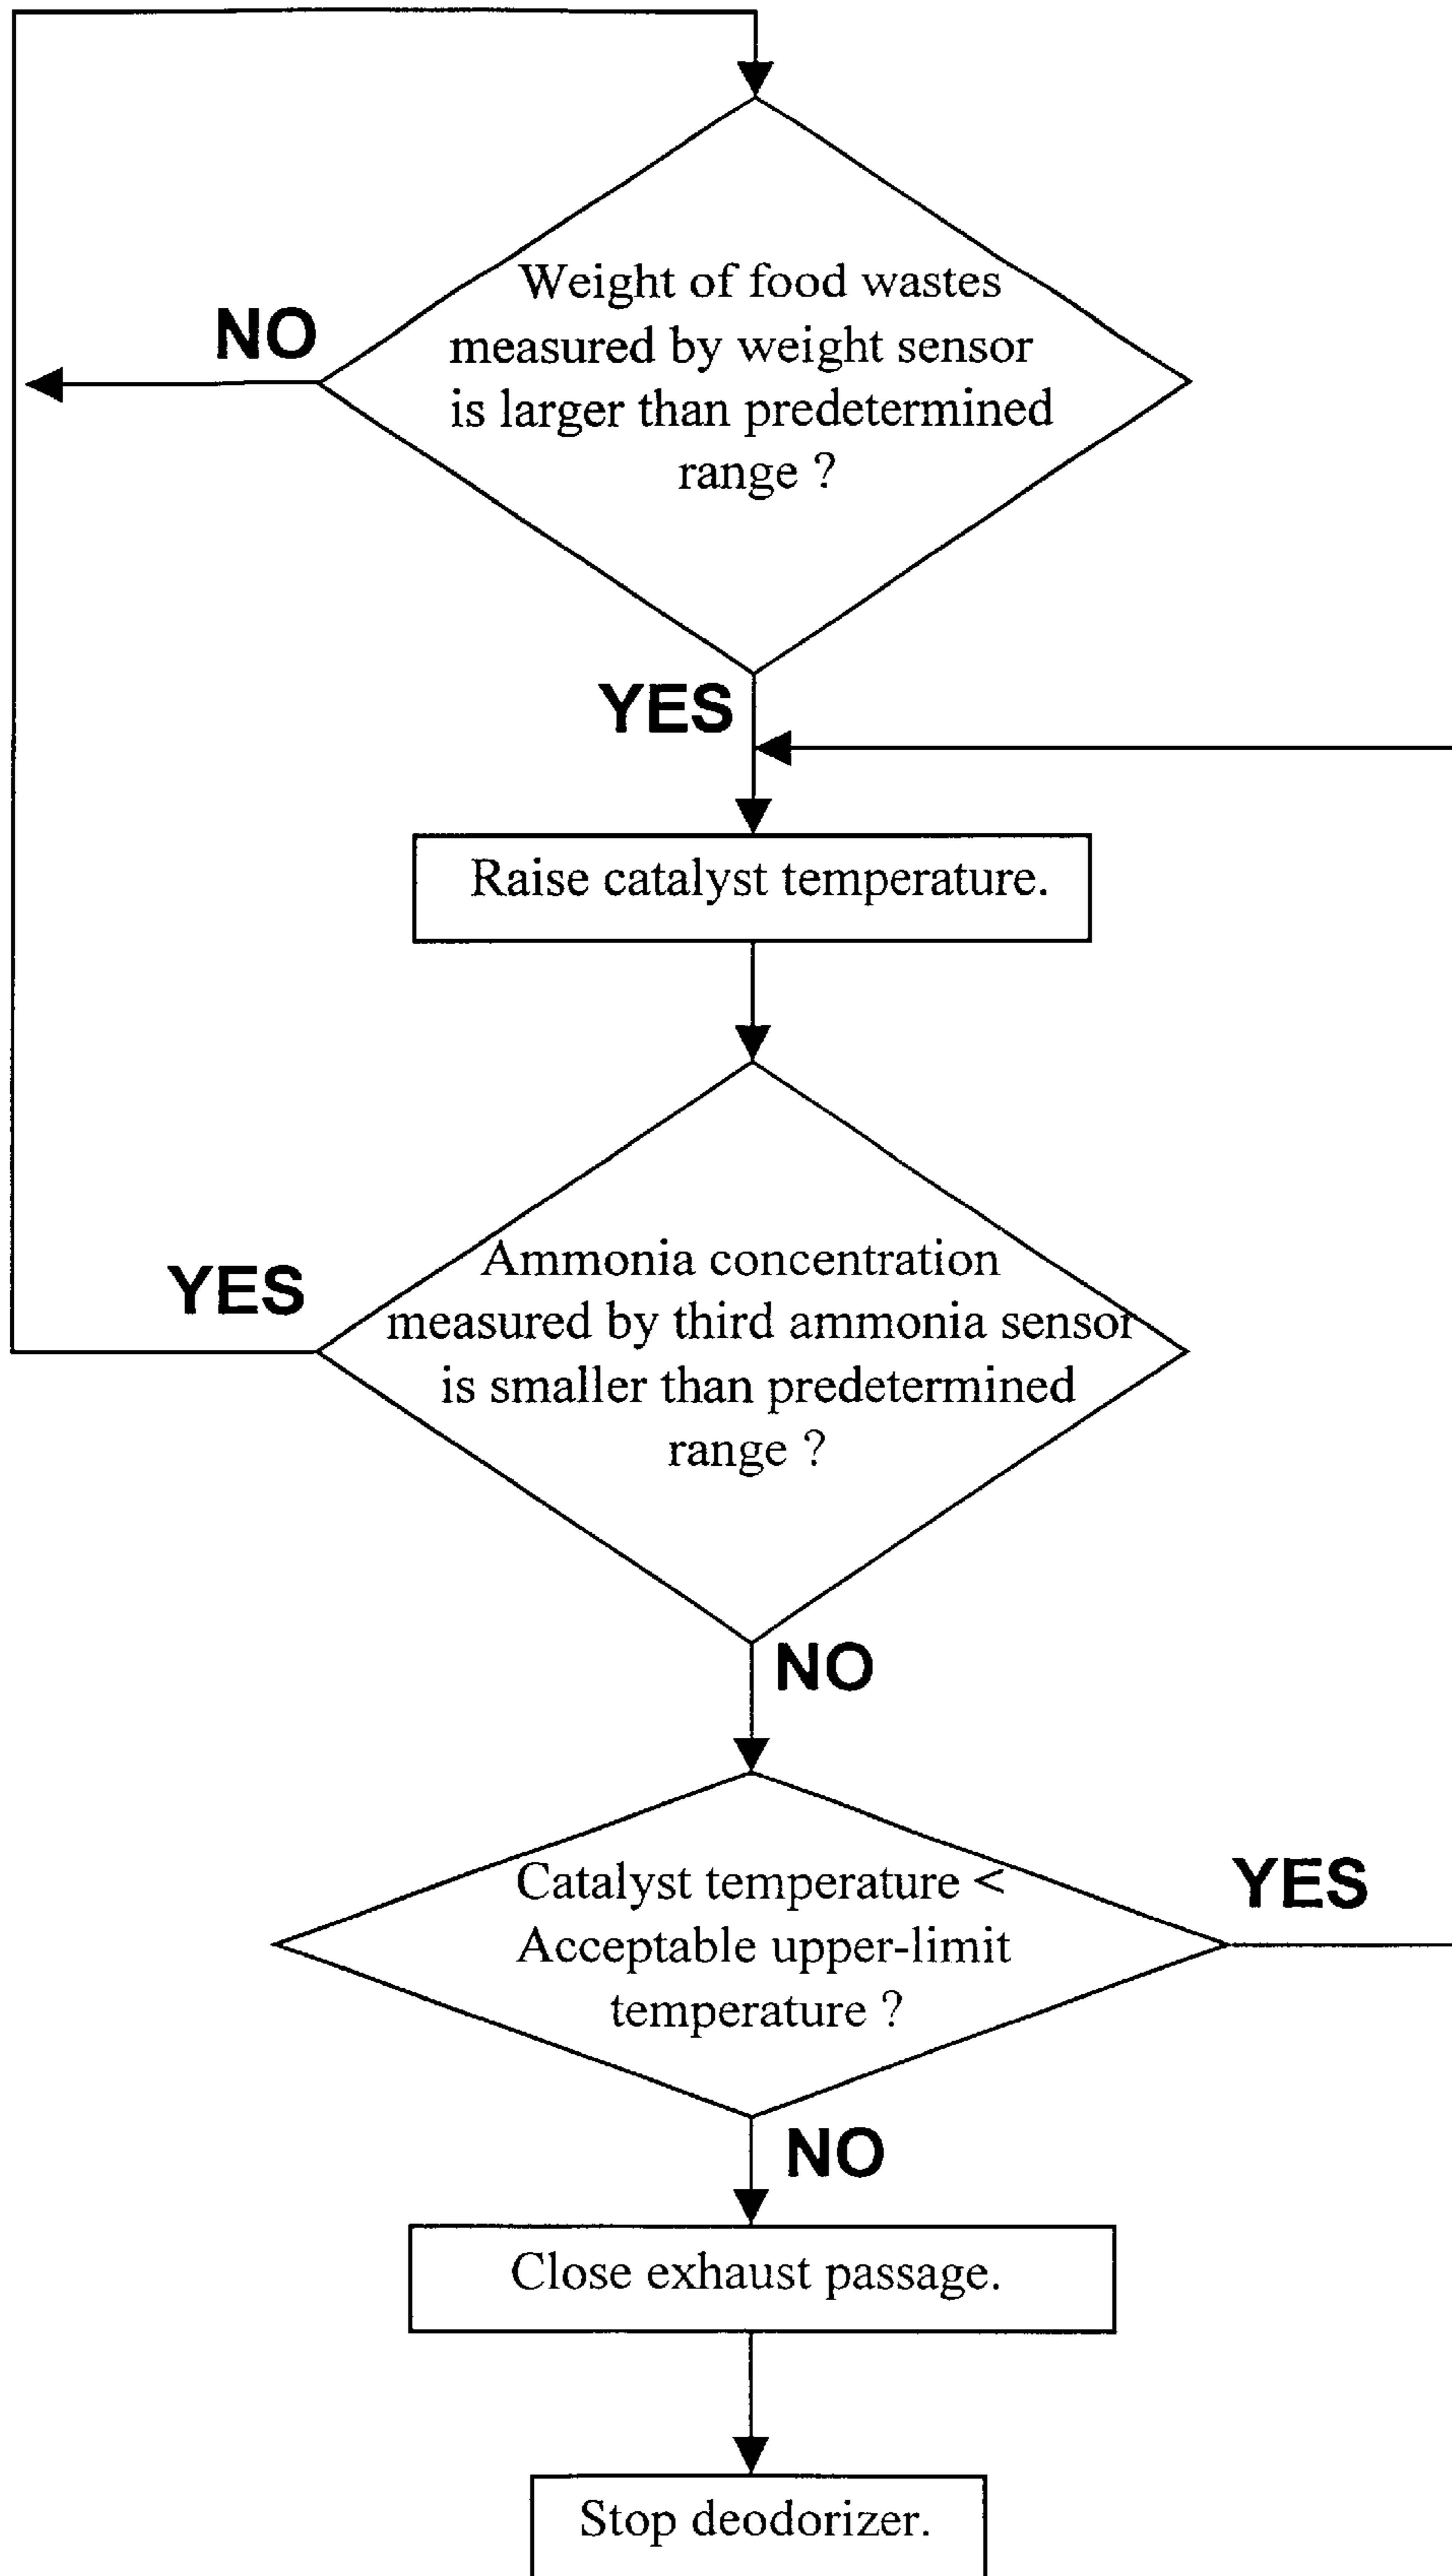 Weight of food wastes
measured by weight sensor
is larger than predetermined
range ?
NO
YES
Raise catalyst temperature.
Ammonia concentration
measured by third ammonia sensor
is smaller than predetermined
range ?
YES
NO
Catalyst temperature <
Acceptable upper-limit
temperature ?
YES
NO
Close exhaust passage.
Stop deodorizer.